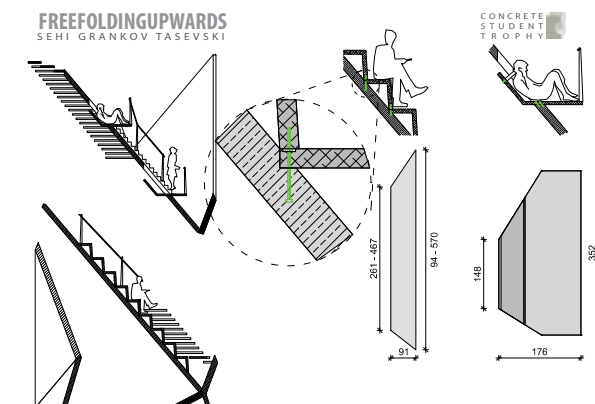 FREEFOLDINGUPWARDS
SEHI GRANKOV TASEVSKI
CONCRETE
STUDENT
TROPHY
261 - 467
94 - 570
91
148
352
176